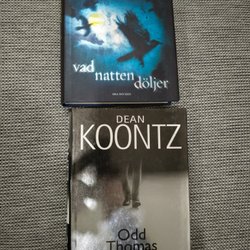 vad
natten
döljer
DEAN
KOONTZ
Odd
Thomas